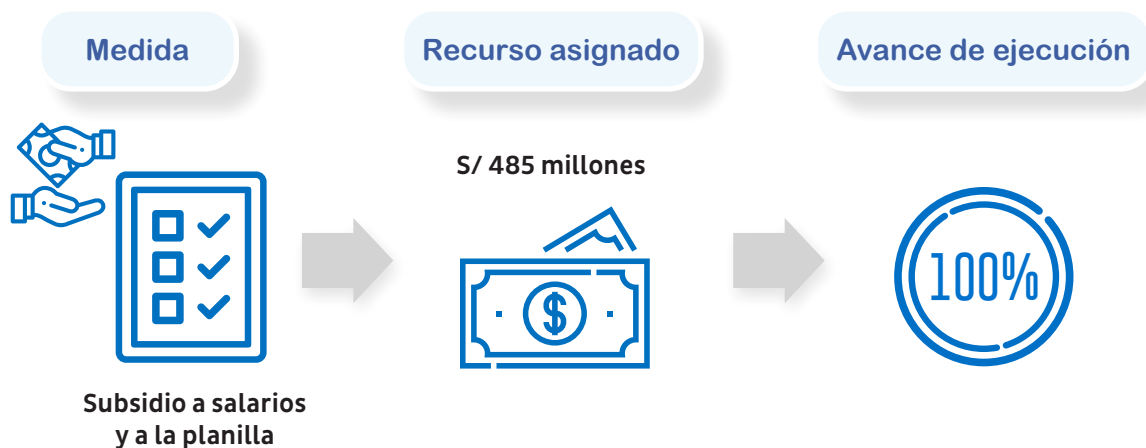 Medida
Recurso asignado
Avance de ejecución
S/ 485 millones
$
100%
Subsidio a salarios
y a la planilla